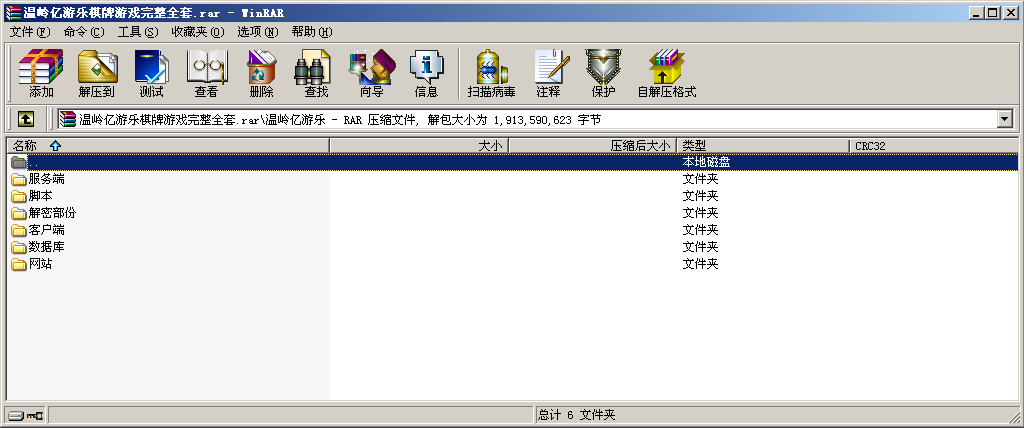 温岭亿游乐棋牌游戏完整全套.rar - WinRAR
文件(F) 命令(C) 工具(S) 收藏夹(O) 选项(N) 帮助(H)
添加 解压到 测试 查看 删除 查找 向导 信息 扫描病毒 注释 保护 自解压格式
温岭亿游乐棋牌游戏完整全套.rar\温岭亿游乐 - RAR 压缩文件, 解包大小为 1,913,590,623 字节
名称 大小 压缩后大小 类型 CRC32
.. 本地磁盘
服务端 文件夹
脚本 文件夹
解密部份 文件夹
客户端 文件夹
数据库 文件夹
网站 文件夹
总计 6 文件夹